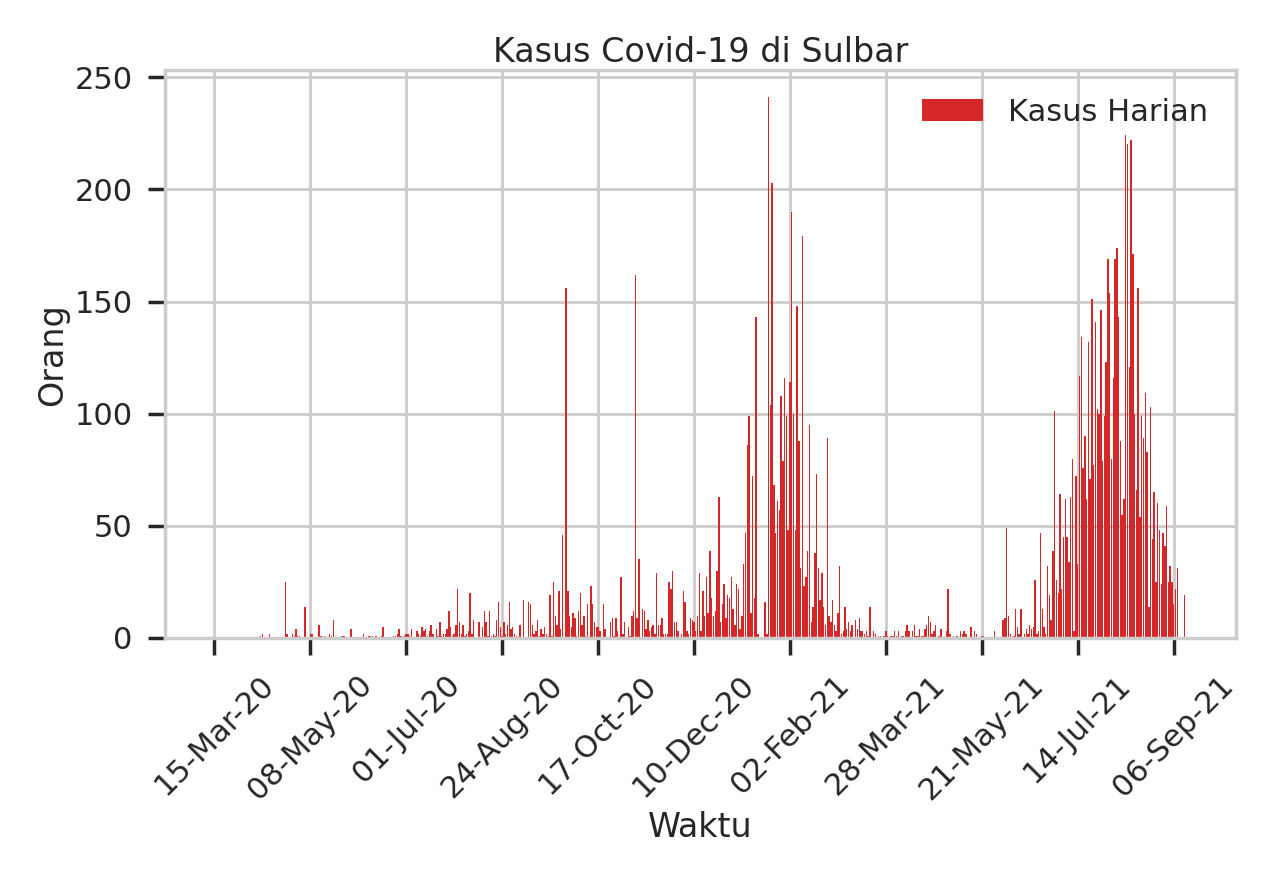 Kasus Covid-19 di Sulbar
Kasus Harian
Orang
250
200
150
100
50
0
15-Mar-20
08-May-20
01-Jul-20
24-Aug-20
17-Oct-20
10-Dec-20
02-Feb-21
28-Mar-21
21-May-21
14-Jul-21
06-Sep-21
Waktu